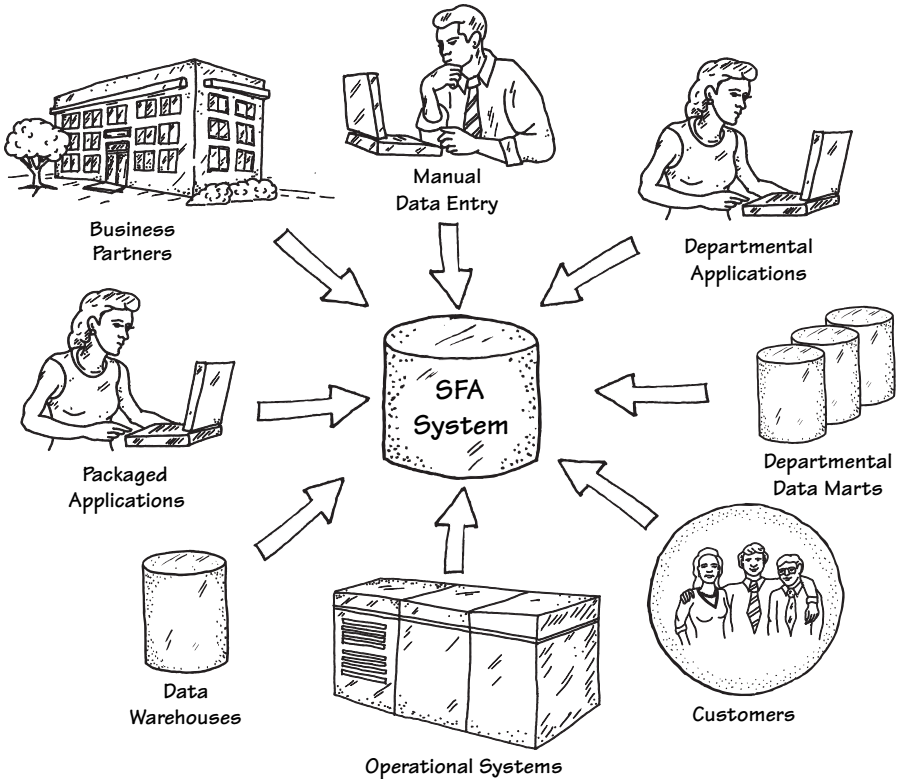 Manual
Data Entry
Business
Partners
Departmental
Applications
SFA
System
Packaged
Applications
Departmental
Data Marts
Data
Warehouses
Customers
Operational Systems